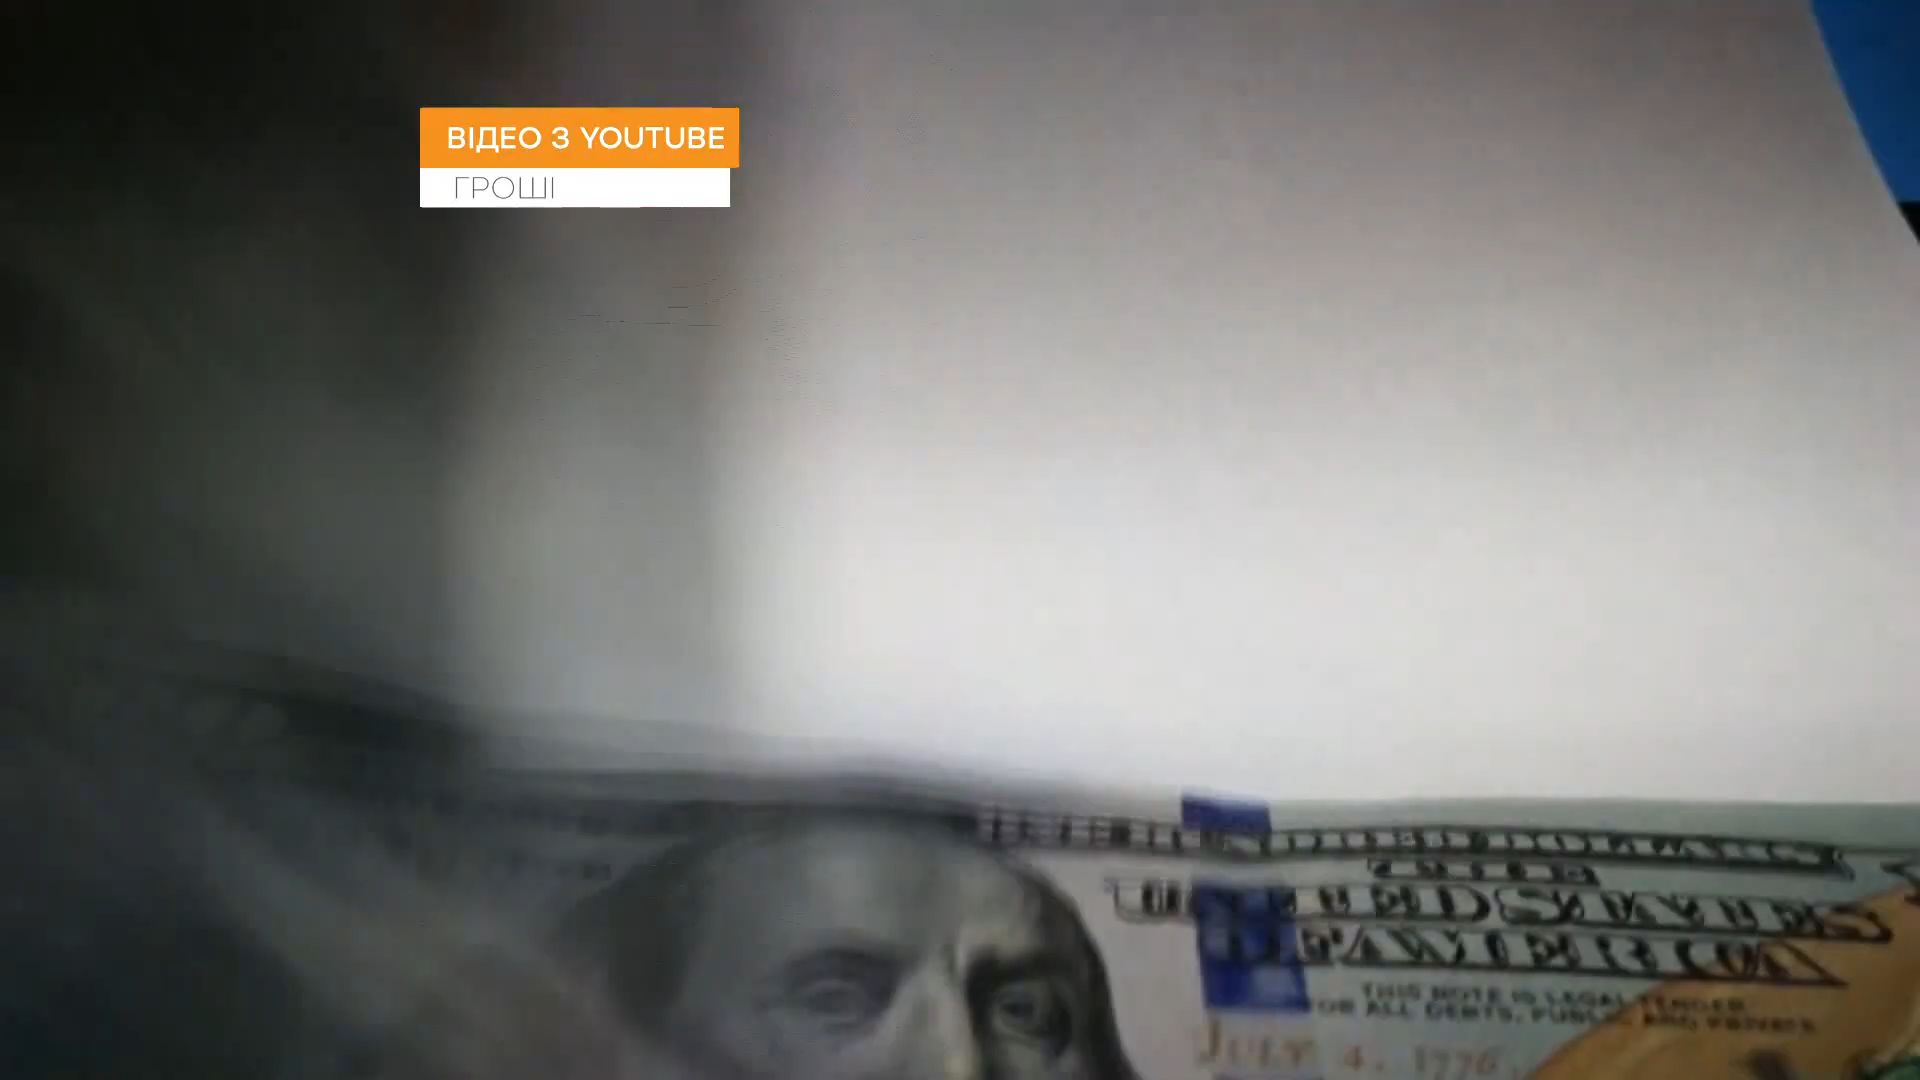 ВІДЕО З YOUTUBE
ГРОШІ
UNITED STATES
OF AMERICA
THIS NOTE IS LEGAL TENDER
FOR ALL DEBTS, PUBLIC AND PRIVATE
JULY 4, 1776